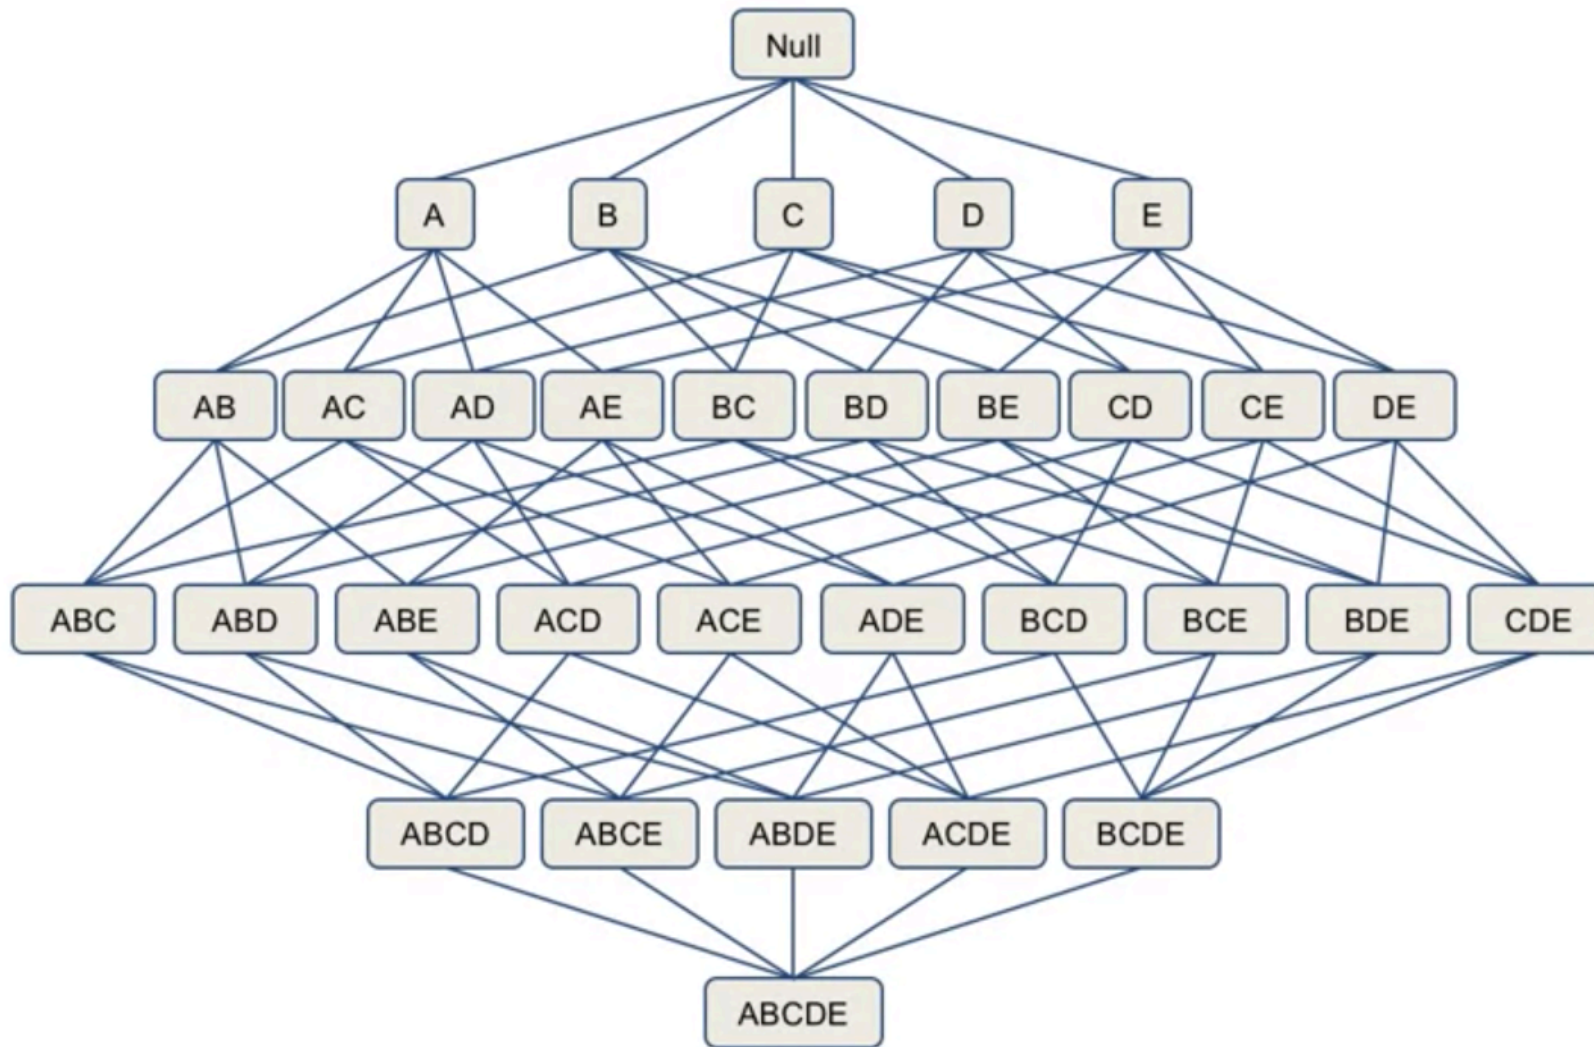 Null
A B C D E
AB AC AD AE BC BD BE CD CE DE
ABC ABD ABE ACD ACE ADE BCD BCE BDE CDE
ABCD ABCE ABDE ACDE BCDE
ABCDE